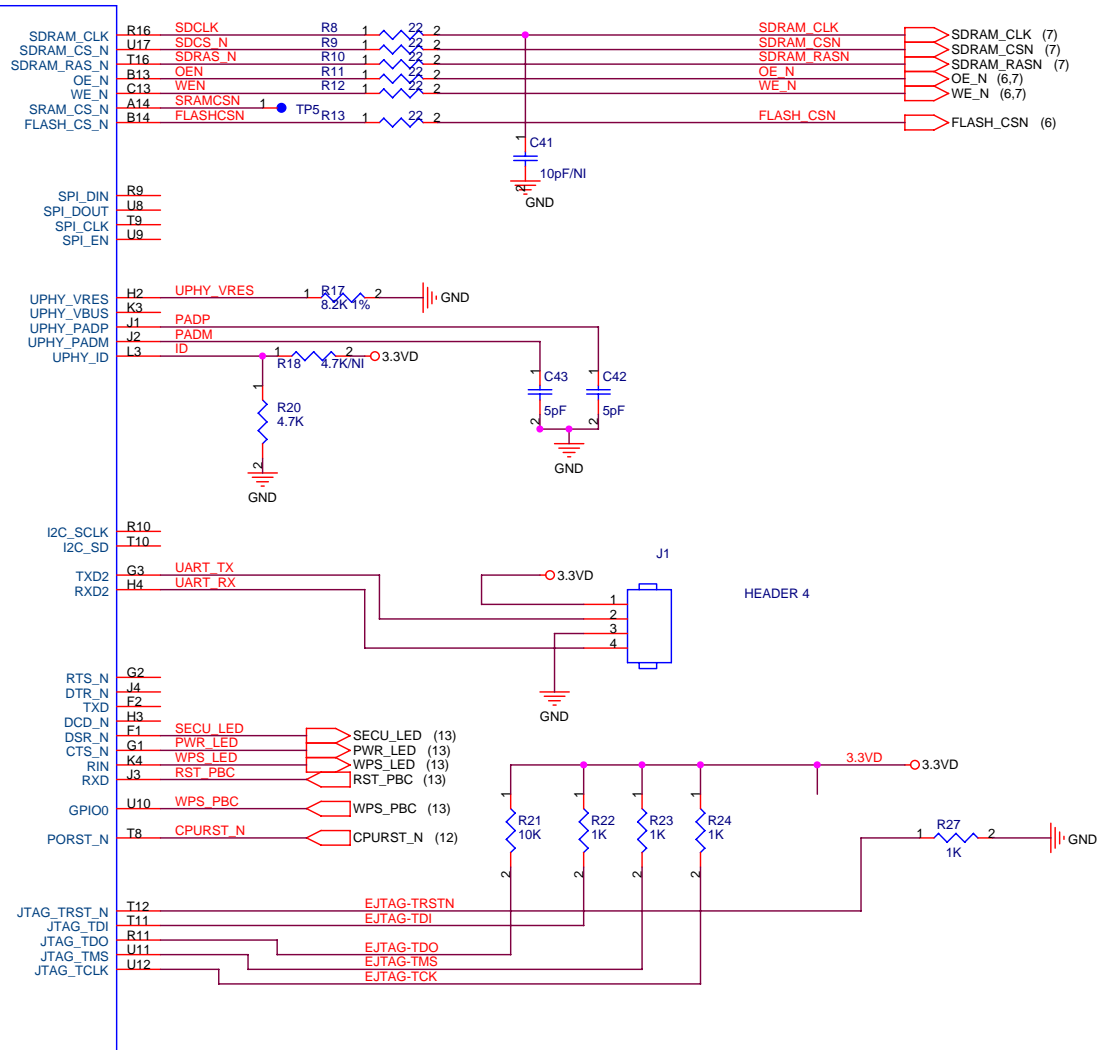 SDRAM_CLK R16 SDCLK R8 1 22 2 SDRAM_CLK SDRAM_CLK (7)
SDRAM_CS_N U17 SDCS_N R9 1 22 2 SDRAM_CSN SDRAM_CSN (7)
SDRAM_RAS_N T16 SDRAS_N R10 1 22 2 SDRAM_RASN SDRAM_RASN (7)
OE_N B13 OEN R11 1 22 2 OE_N OE_N (6,7)
WE_N C13 WEN R12 1 22 2 WE_N WE_N (6,7)
SRAM_CS_N A14 SRAMCSN 1 TP5
FLASH_CS_N B14 FLASHCSN R13 1 22 2 FLASH_CSN FLASH_CSN (6)
1 C41
10pF/NI
2
GND
SPI_DIN R9
SPI_DOUT U8
SPI_CLK T9
SPI_EN U9
UPHY_VRES H2 UPHY_VRES 1 R17 2 GND
8.2K 1%
UPHY_VBUS K3
UPHY_PADP J1 PADP
UPHY_PADM J2 PADM
UPHY_ID L3 ID 1 R18 2 4.7K/NI 3.3VD
1 C43 1 C42
5pF 5pF
2 2
GND
1 R20
4.7K
2
GND
I2C_SCLK R10
I2C_SD T10
J1
TXD2 G3 UART_TX 3.3VD
RXD2 H4 UART_RX
HEADER 4
1
2
3
4
GND
RTS_N G2
DTR_N J4
TXD F2
DCD_N H3
DSR_N F1 SECU_LED SECU_LED (13)
CTS_N G1 PWR_LED PWR_LED (13)
RIN K4 WPS_LED WPS_LED (13)
RXD J3 RST_PBC RST_PBC (13)
3.3VD 3.3VD
GPIO0 U10 WPS_PBC WPS_PBC (13)
PORST_N T8 CPURST_N CPURST_N (12)
1 1 1 1
R21 R22 R23 R24
10K 1K 1K 1K
2 2 2 2
1 R27 2 GND
1K
JTAG_TRST_N T12 EJTAG-TRSTN
JTAG_TDI T11 EJTAG-TDI
JTAG_TDO R11 EJTAG-TDO
JTAG_TMS U11 EJTAG-TMS
JTAG_TCLK U12 EJTAG-TCK